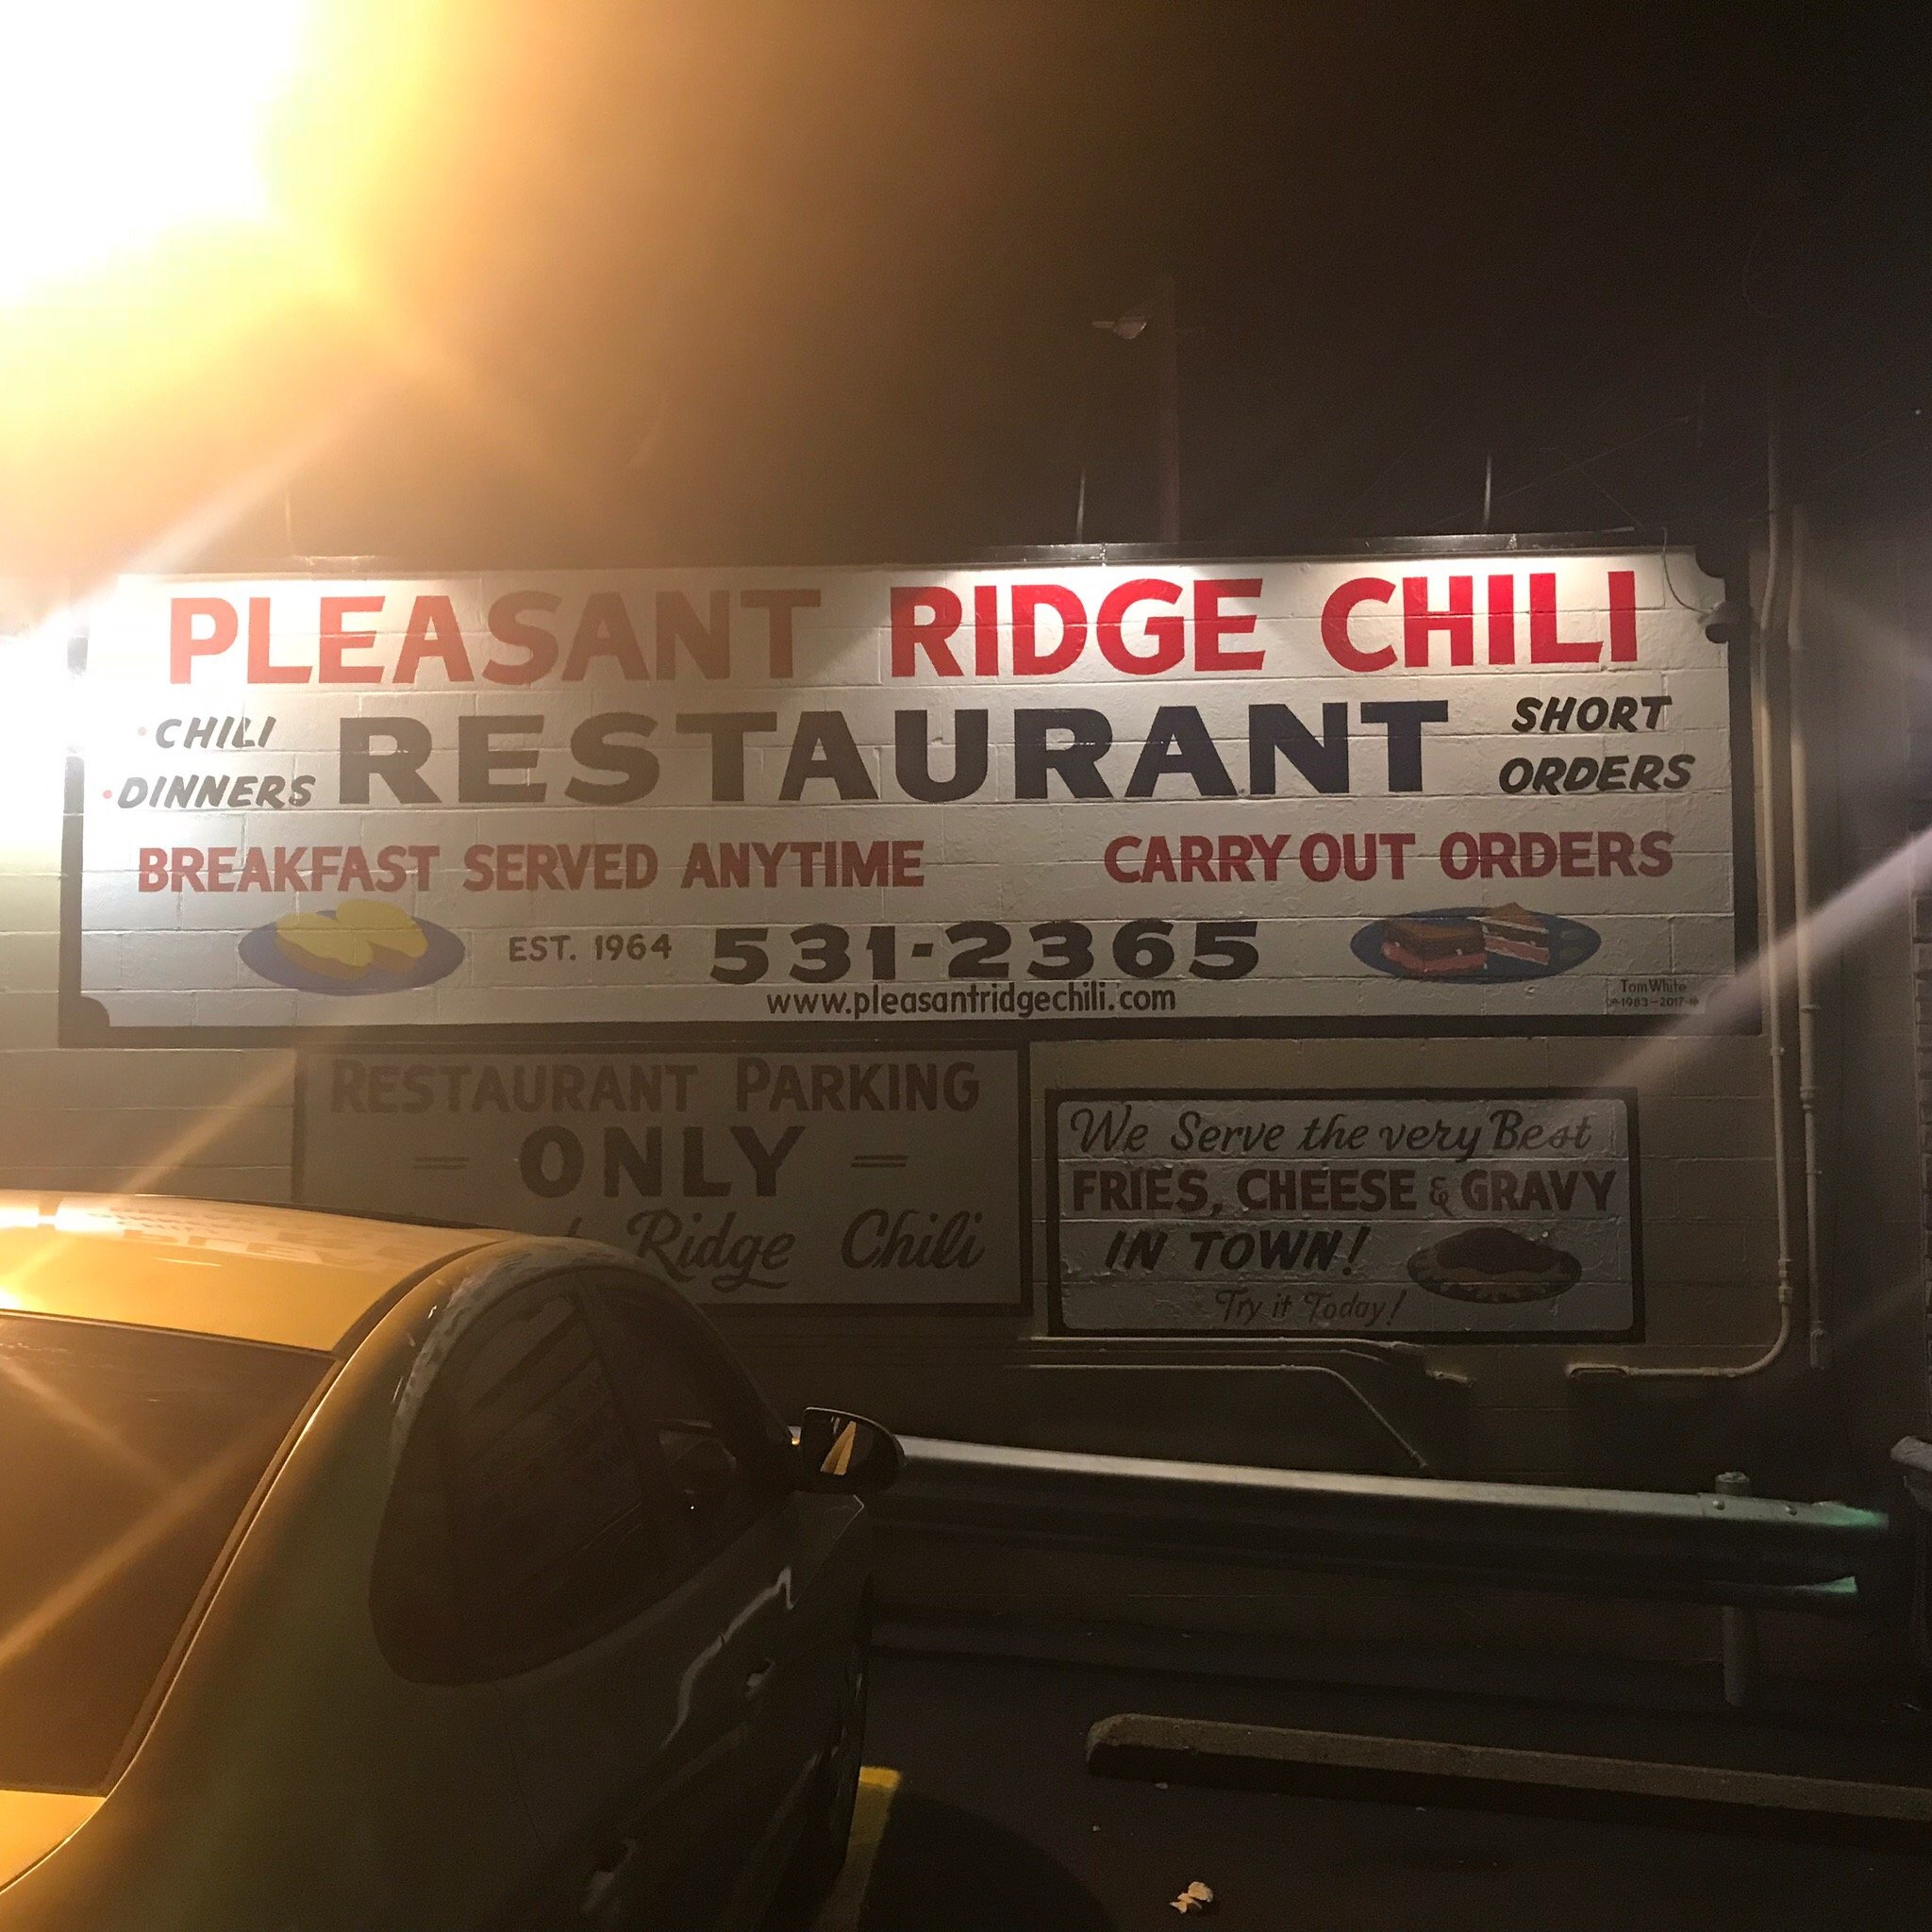 PLEASANT RIDGE CHILI
•CHILI
•DINNERS
RESTAURANT
SHORT
ORDERS
BREAKFAST SERVED ANYTIME
CARRY OUT ORDERS
EST. 1964
531-2365
www.pleasantridgechili.com
Tom White
1983-2017
RESTAURANT PARKING
= ONLY =
Ridge Chili
We Serve the very Best
FRIES, CHEESE & GRAVY
IN TOWN!
Try it Today!